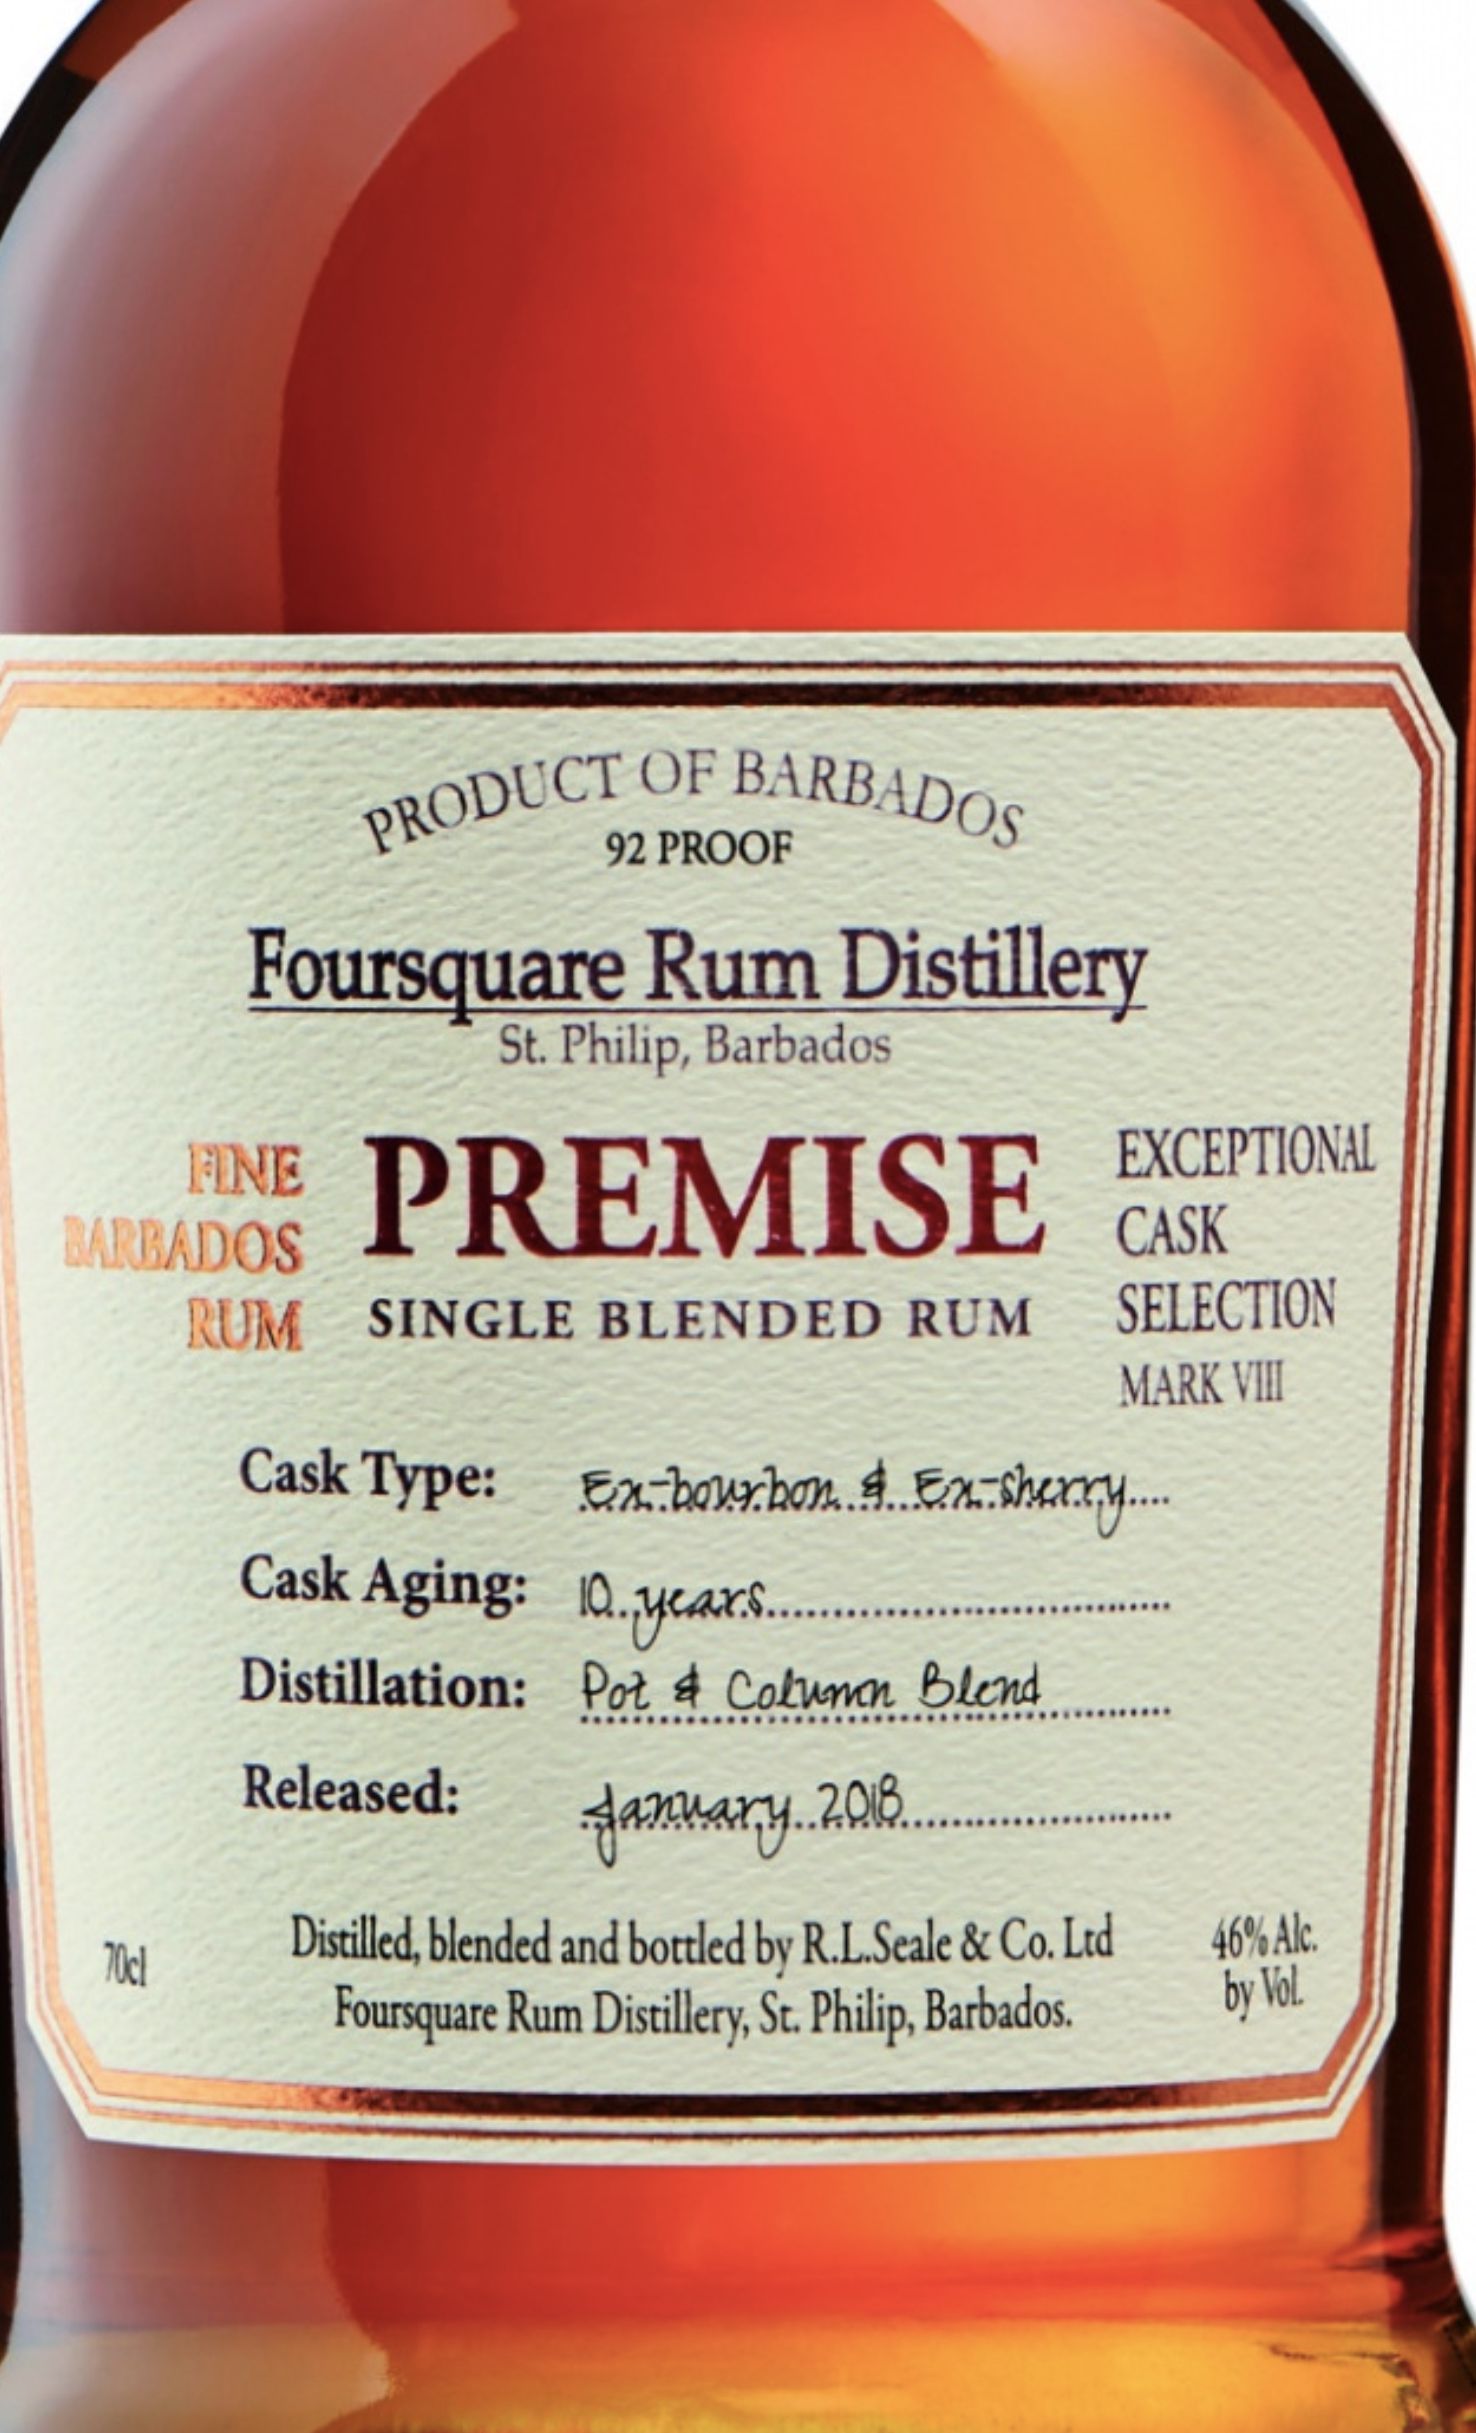 PRODUCT OF BARBADOS
92 PROOF
Foursquare Rum Distillery
St. Philip, Barbados
FINE
BARBADOS
RUM
PREMISE
SINGLE BLENDED RUM
EXCEPTIONAL
CASK
SELECTION
MARK VIII
Cask Type: Ex-bourbon & Ex-sherry
Cask Aging: 10 years
Distillation: Pot & Column Blend
Released: January 2018
70cl
Distilled, blended and bottled by R.L.Seale & Co. Ltd
Foursquare Rum Distillery, St. Philip, Barbados.
46% Alc.
by Vol.